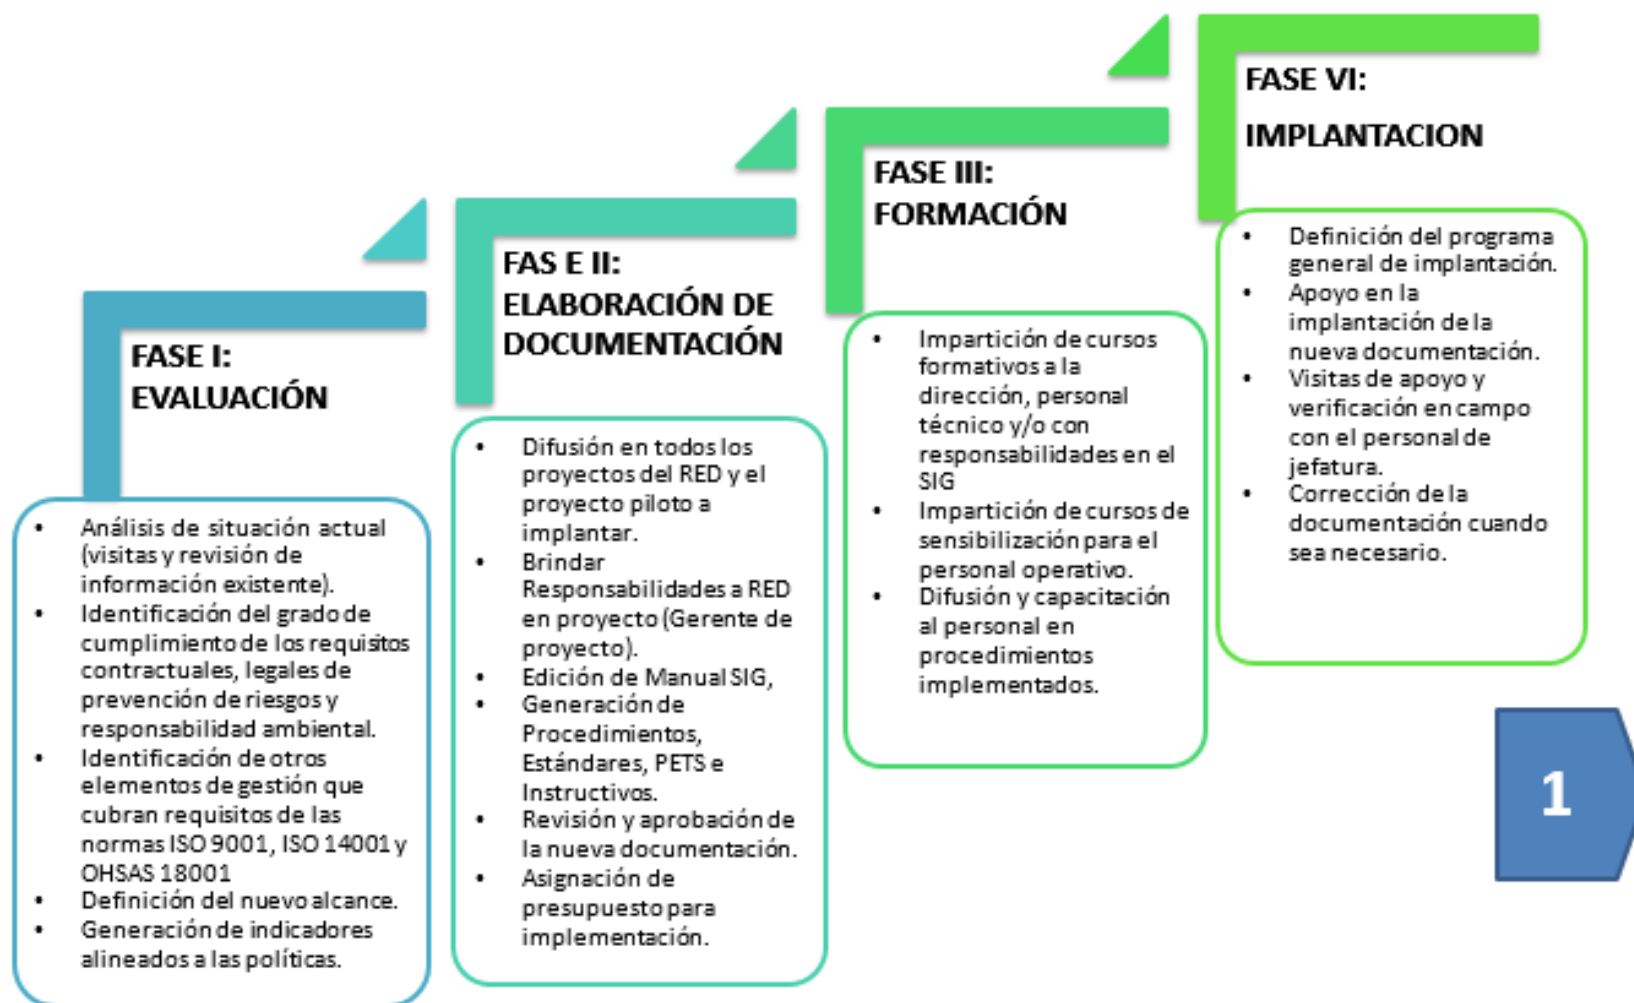 FASE I:
EVALUACIÓN
• Análisis de situación actual
(visitas y revisión de
información existente).
• Identificación del grado de
cumplimiento de los requisitos
contractuales, legales de
prevención de riesgos y
responsabilidad ambiental.
• Identificación de otros
elementos de gestión que
cubran requisitos de las
normas ISO 9001, ISO 14001 y
OHSAS 18001
• Definición del nuevo alcance.
• Generación de indicadores
alineados a las políticas.
FAS E II:
ELABORACIÓN DE
DOCUMENTACIÓN
• Difusión en todos los
proyectos del RED y el
proyecto piloto a
implantar.
• Brindar
Responsabilidades a RED
en proyecto (Gerente de
proyecto).
• Edición de Manual SIG,
• Generación de
Procedimientos,
Estándares, PETS e
Instructivos.
• Revisión y aprobación de
la nueva documentación.
• Asignación de
presupuesto para
implementación.
FASE III:
FORMACIÓN
• Impartición de cursos
formativos a la
dirección, personal
técnico y/o con
responsabilidades en el
SIG
• Impartición de cursos de
sensibilización para el
personal operativo.
• Difusión y capacitación
al personal en
procedimientos
implementados.
FASE VI:
IMPLANTACION
• Definición del programa
general de implantación.
• Apoyo en la
implantación de la
nueva documentación.
• Visitas de apoyo y
verificación en campo
con el personal de
jefatura.
• Corrección de la
documentación cuando
sea necesario.
1